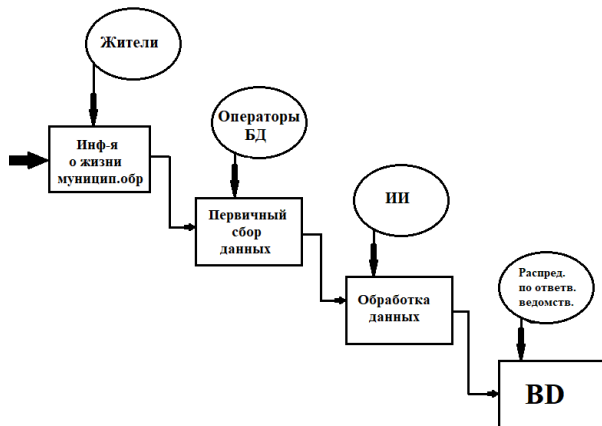 Жители
Инф-я
о жизни
муницип.обр
Операторы
БД
Первичный
сбор
данных
ИИ
Обработка
данных
Распред.
по ответв.
ведомств.
BD